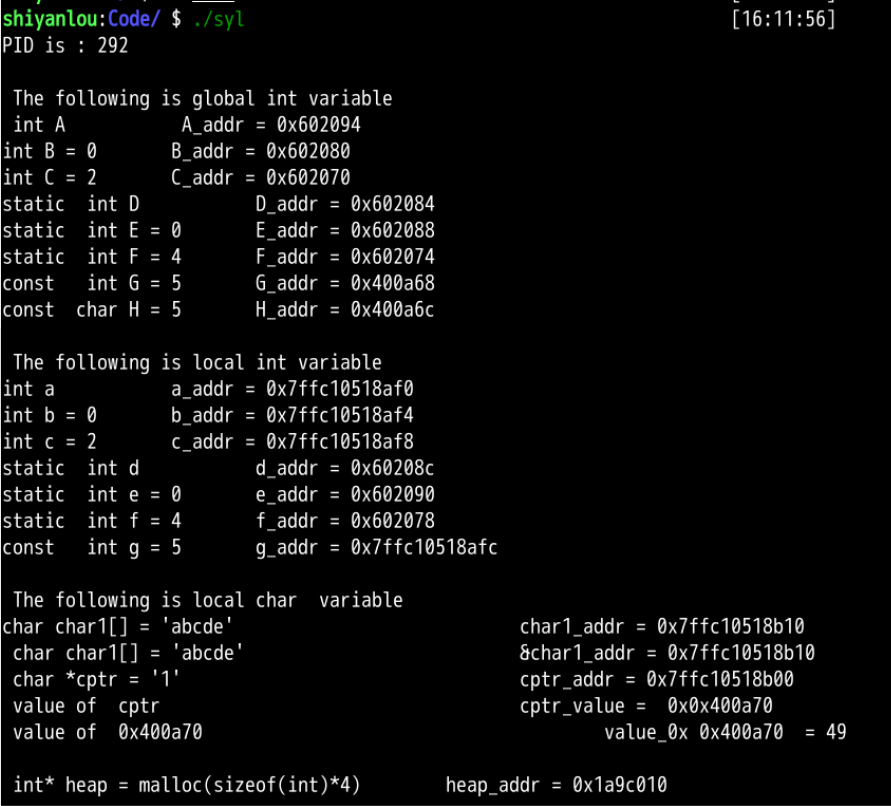 shiyanlou:Code/ $ ./syl [16:11:56]
PID is : 292
The following is global int variable
int A A_addr = 0x602094
int B = 0 B_addr = 0x602080
int C = 2 C_addr = 0x602070
static int D D_addr = 0x602084
static int E = 0 E_addr = 0x602088
static int F = 4 F_addr = 0x602074
const int G = 5 G_addr = 0x400a68
const char H = 5 H_addr = 0x400a6c
The following is local int variable
int a a_addr = 0x7ffc10518af0
int b = 0 b_addr = 0x7ffc10518af4
int c = 2 c_addr = 0x7ffc10518af8
static int d d_addr = 0x60208c
static int e = 0 e_addr = 0x602090
static int f = 4 f_addr = 0x602078
const int g = 5 g_addr = 0x7ffc10518afc
The following is local char variable
char char1[] = 'abcde' char1_addr = 0x7ffc10518b10
char char1[] = 'abcde' &char1_addr = 0x7ffc10518b10
char *cptr = '1' cptr_addr = 0x7ffc10518b00
value of cptr cptr_value = 0x0x400a70
value of 0x400a70 value_0x 0x400a70 = 49
int* heap = malloc(sizeof(int)*4) heap_addr = 0x1a9c010